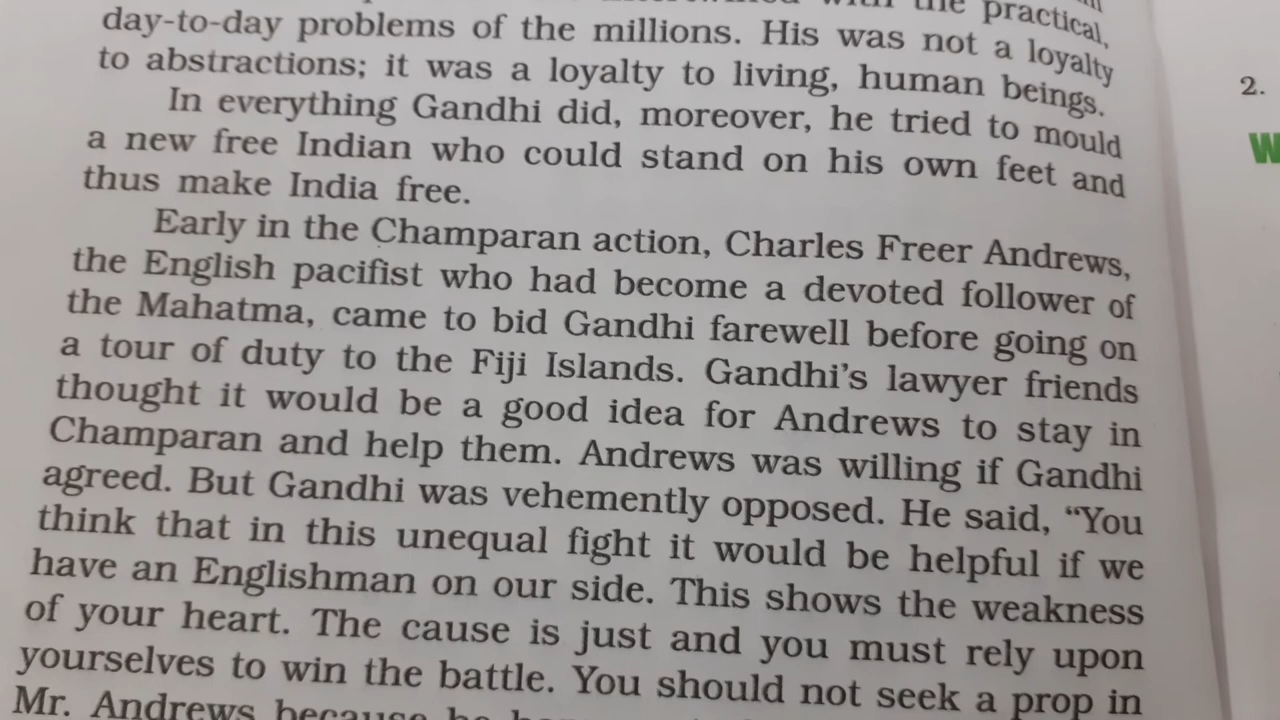 with the practical,
day-to-day problems of the millions. His was not a loyalty
to abstractions; it was a loyalty to living, human beings.
In everything Gandhi did, moreover, he tried to mould
a new free Indian who could stand on his own feet and
thus make India free.
Early in the Champaran action, Charles Freer Andrews,
the English pacifist who had become a devoted follower of
the Mahatma, came to bid Gandhi farewell before going on
a tour of duty to the Fiji Islands. Gandhi's lawyer friends
thought it would be a good idea for Andrews to stay in
Champaran and help them. Andrews was willing if Gandhi
agreed. But Gandhi was vehemently opposed. He said, “You
think that in this unequal fight it would be helpful if we
have an Englishman on our side. This shows the weakness
of your heart. The cause is just and you must rely upon
yourselves to win the battle. You should not seek a prop in
Mr. Andrews because he
2.
W